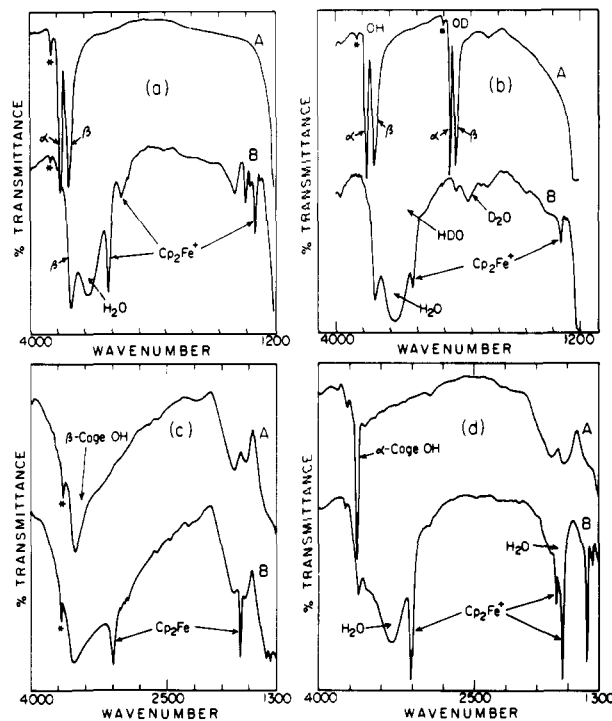 (a)
A
*
α
β
B
*
β
H₂O
Cp₂Fe⁺
% TRANSMITTANCE
4000
1200
WAVENUMBER
(b)
OH
OD
*
A
α
β
α
β
B
D₂O
HDO
Cp₂Fe⁺
H₂O
% TRANSMITTANCE
4000
1200
WAVENUMBER
(c)
A
β-Cage OH
*
B
*
Cp₂Fe
% TRANSMITTANCE
4000
2500
1300
WAVENUMBER
(d)
A
α-Cage OH
B
H₂O
H₂O
Cp₂Fe⁺
% TRANSMITTANCE
4000
2500
1300
WAVENUMBER